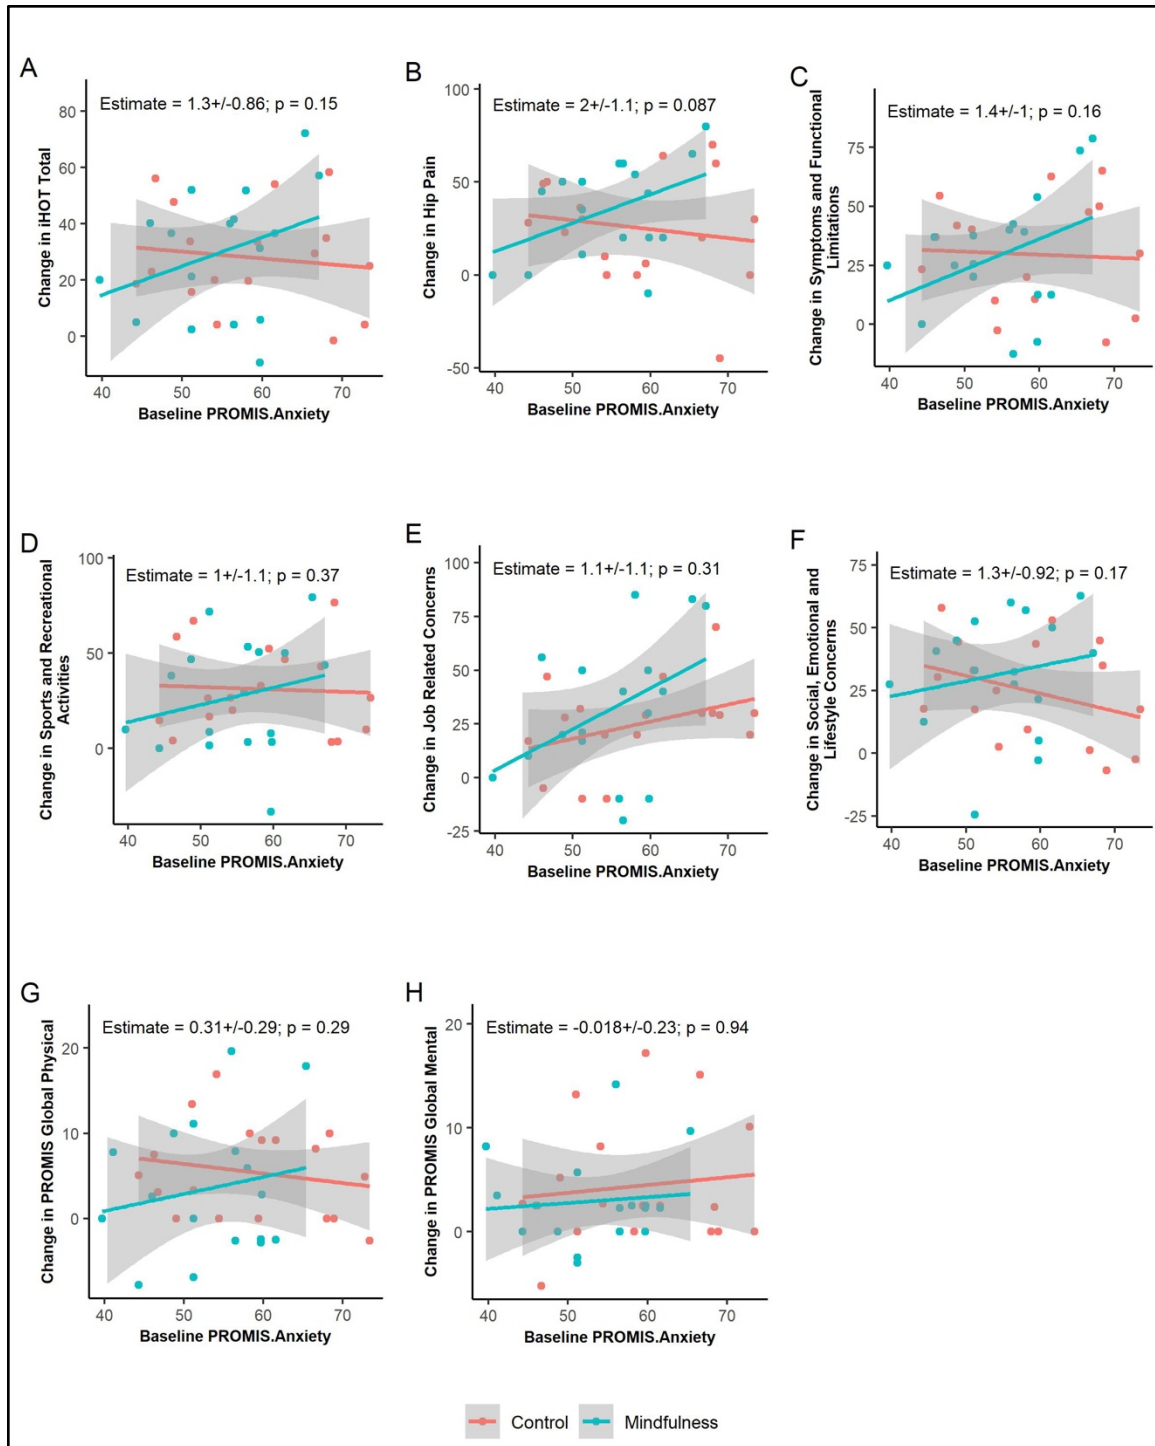 A
Estimate = 1.3+/-0.86; p = 0.15
Change in iHOT Total
80
60
40
20
0
40 50 60 70
Baseline PROMIS.Anxiety
B
Estimate = 2+/-1.1; p = 0.087
Change in Hip Pain
100
50
0
-50
40 50 60 70
Baseline PROMIS.Anxiety
C
Estimate = 1.4+/-1; p = 0.16
Change in Symptoms and Functional
Limitations
75
50
25
0
40 50 60 70
Baseline PROMIS.Anxiety
D
Estimate = 1+/-1.1; p = 0.37
Change in Sports and Recreational
Activities
100
50
0
40 50 60 70
Baseline PROMIS.Anxiety
E
Estimate = 1.1+/-1.1; p = 0.31
Change in Job Related Concerns
100
75
50
25
0
-25
40 50 60 70
Baseline PROMIS.Anxiety
F
Estimate = 1.3+/-0.92; p = 0.17
Change in Social, Emotional and
Lifestyle Concerns
75
50
25
0
-25
40 50 60 70
Baseline PROMIS.Anxiety
G
Estimate = 0.31+/-0.29; p = 0.29
Change in PROMIS Global Physical
20
10
0
40 50 60 70
Baseline PROMIS.Anxiety
H
Estimate = -0.018+/-0.23; p = 0.94
Change in PROMIS Global Mental
20
10
0
40 50 60 70
Baseline PROMIS.Anxiety
Control Mindfulness